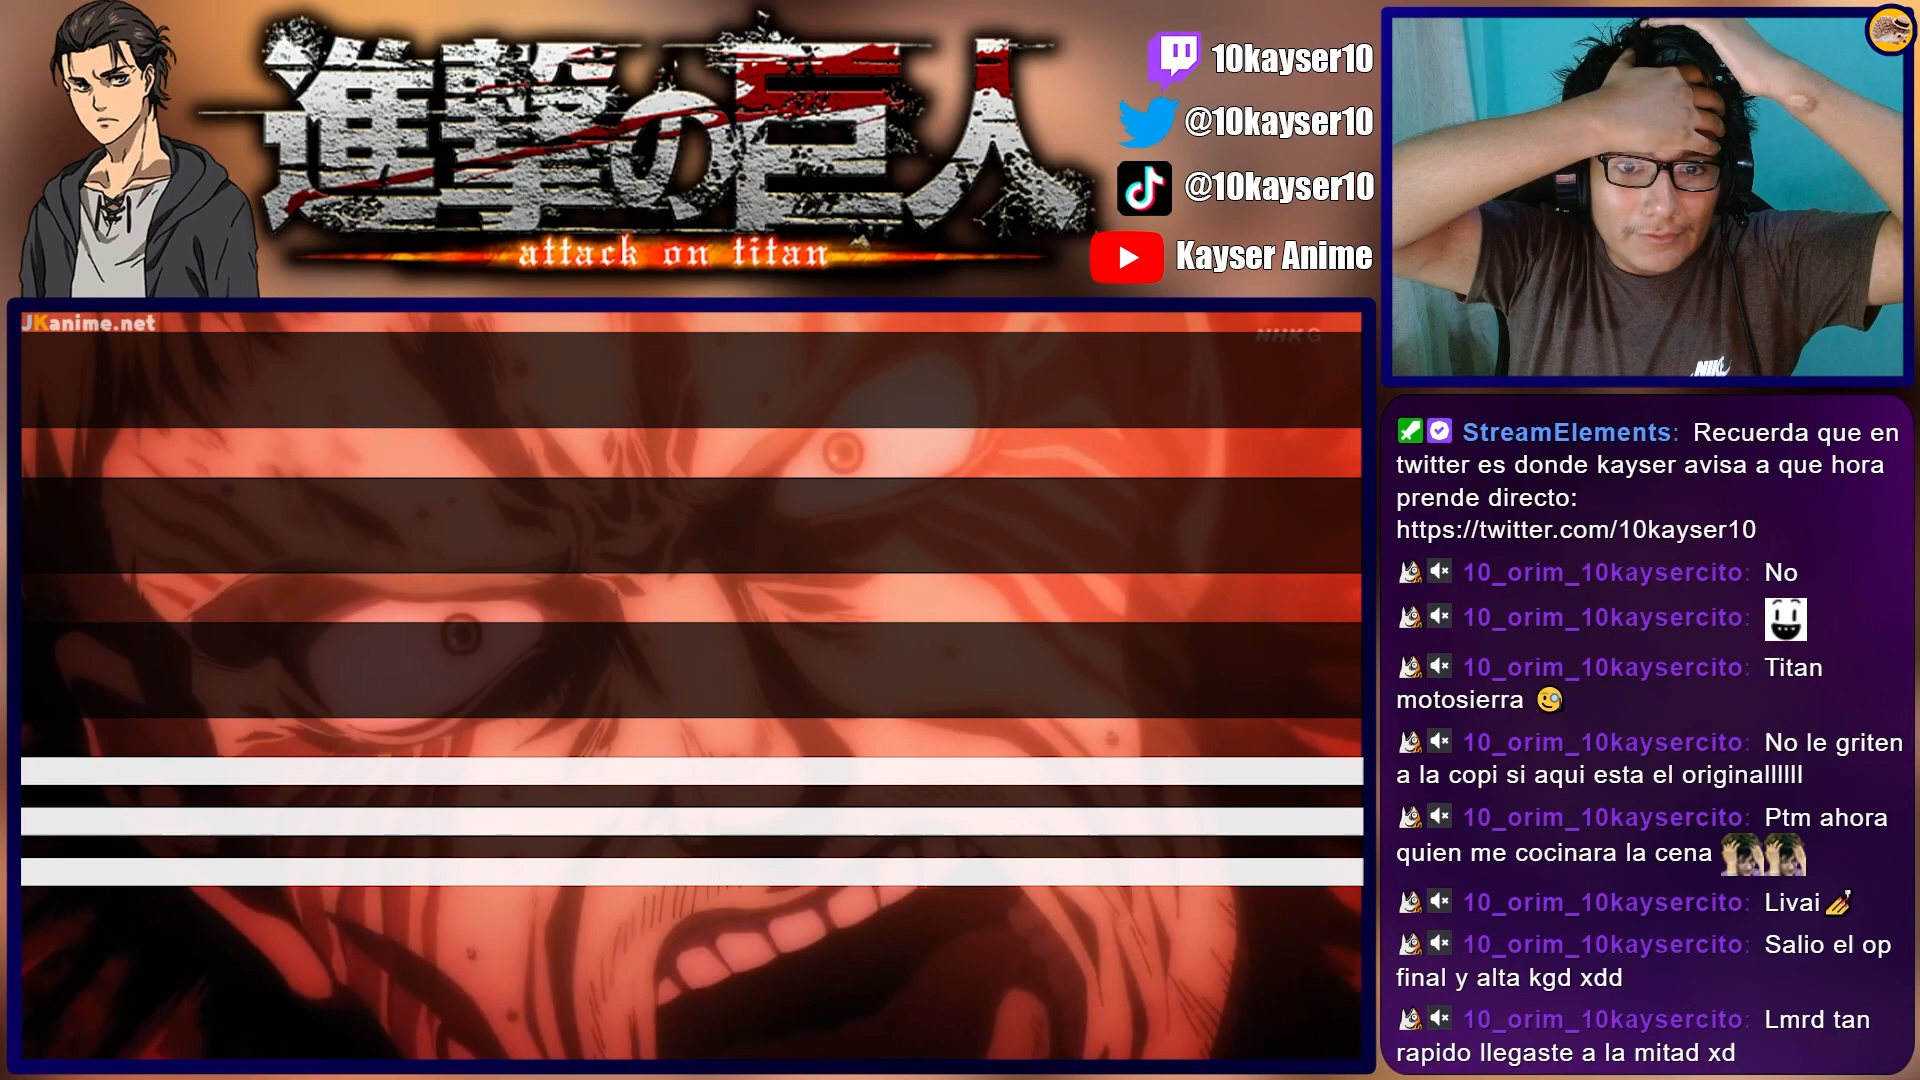 進撃の巨人
attack on titan
10kayser10
@10kayser10
@10kayser10
Kayser Anime
JKanime.net
NHK G
NIKE
StreamElements: Recuerda que en
twitter es donde kayser avisa a que hora
prende directo:
https://twitter.com/10kayser10
10_orim_10kaysercito: No
10_orim_10kaysercito:
10_orim_10kaysercito: Titan
motosierra 🧐
10_orim_10kaysercito: No le griten
a la copi si aqui esta el originallllll
10_orim_10kaysercito: Ptm ahora
quien me cocinara la cena
10_orim_10kaysercito: Livai💅
10_orim_10kaysercito: Salio el op
final y alta kgd xdd
10_orim_10kaysercito: Lmrd tan
rapido llegaste a la mitad xd